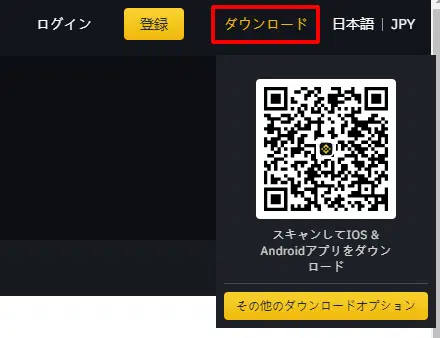 ログイン 登録 ダウンロード 日本語 | JPY
スキャンしてIOS &
Androidアプリをダウン
ロード
その他のダウンロードオプション